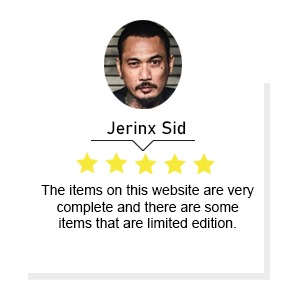 Jerinx Sid
The items on this website are very
complete and there are some
items that are limited edition.